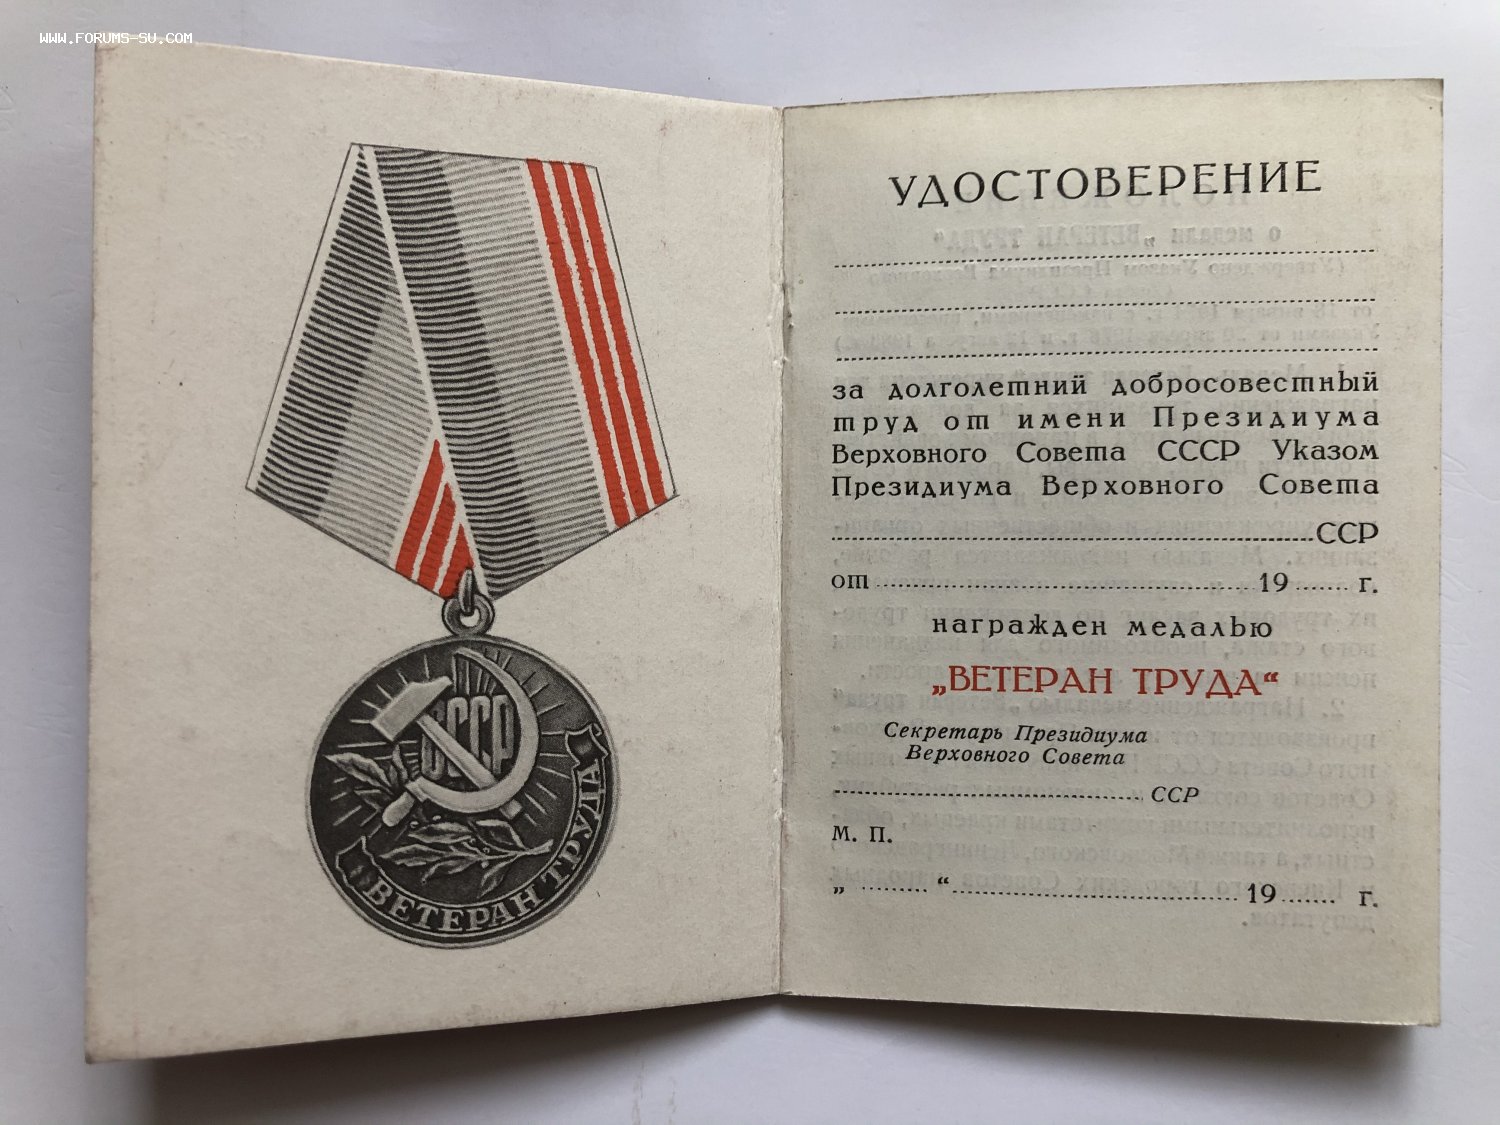 WWW.FORUMS-SU.COM
СССР
ВЕТЕРАН ТРУДА
УДОСТОВЕРЕНИЕ
за долголетний добросовестный
труд от имени Президиума
Верховного Совета СССР Указом
Президиума Верховного Совета
ССР
от 19 г.
награжден медалью
„ВЕТЕРАН ТРУДА“
Секретарь Президиума
Верховного Совета
ССР
М. П.
„ “ 19 г.